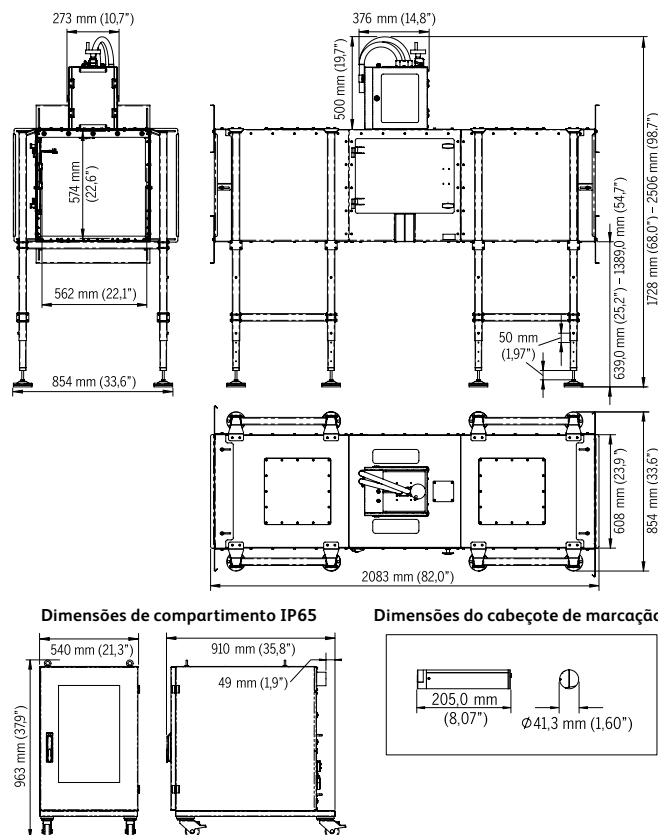 273 mm (10,7”)
376 mm (14,8”)
500 mm
(19,7”)
574 mm
(22,6”)
562 mm (22,1”)
854 mm (33,6”)
50 mm
(1,97”)
639,0 mm (25,2”) – 1389,0 mm (54,7”)
1728 mm (68.0”) – 2506 mm (98.7”)
608 mm (23,9”)
854 mm (33.6”)
2083 mm (82,0”)
Dimensões de compartimento IP65
Dimensões do cabeçote de marcação
540 mm (21,3”)
910 mm (35,8”)
49 mm (1,9”)
963 mm (37,9”)
205,0 mm
(8,07”)
Ø41,3 mm (1,60”)